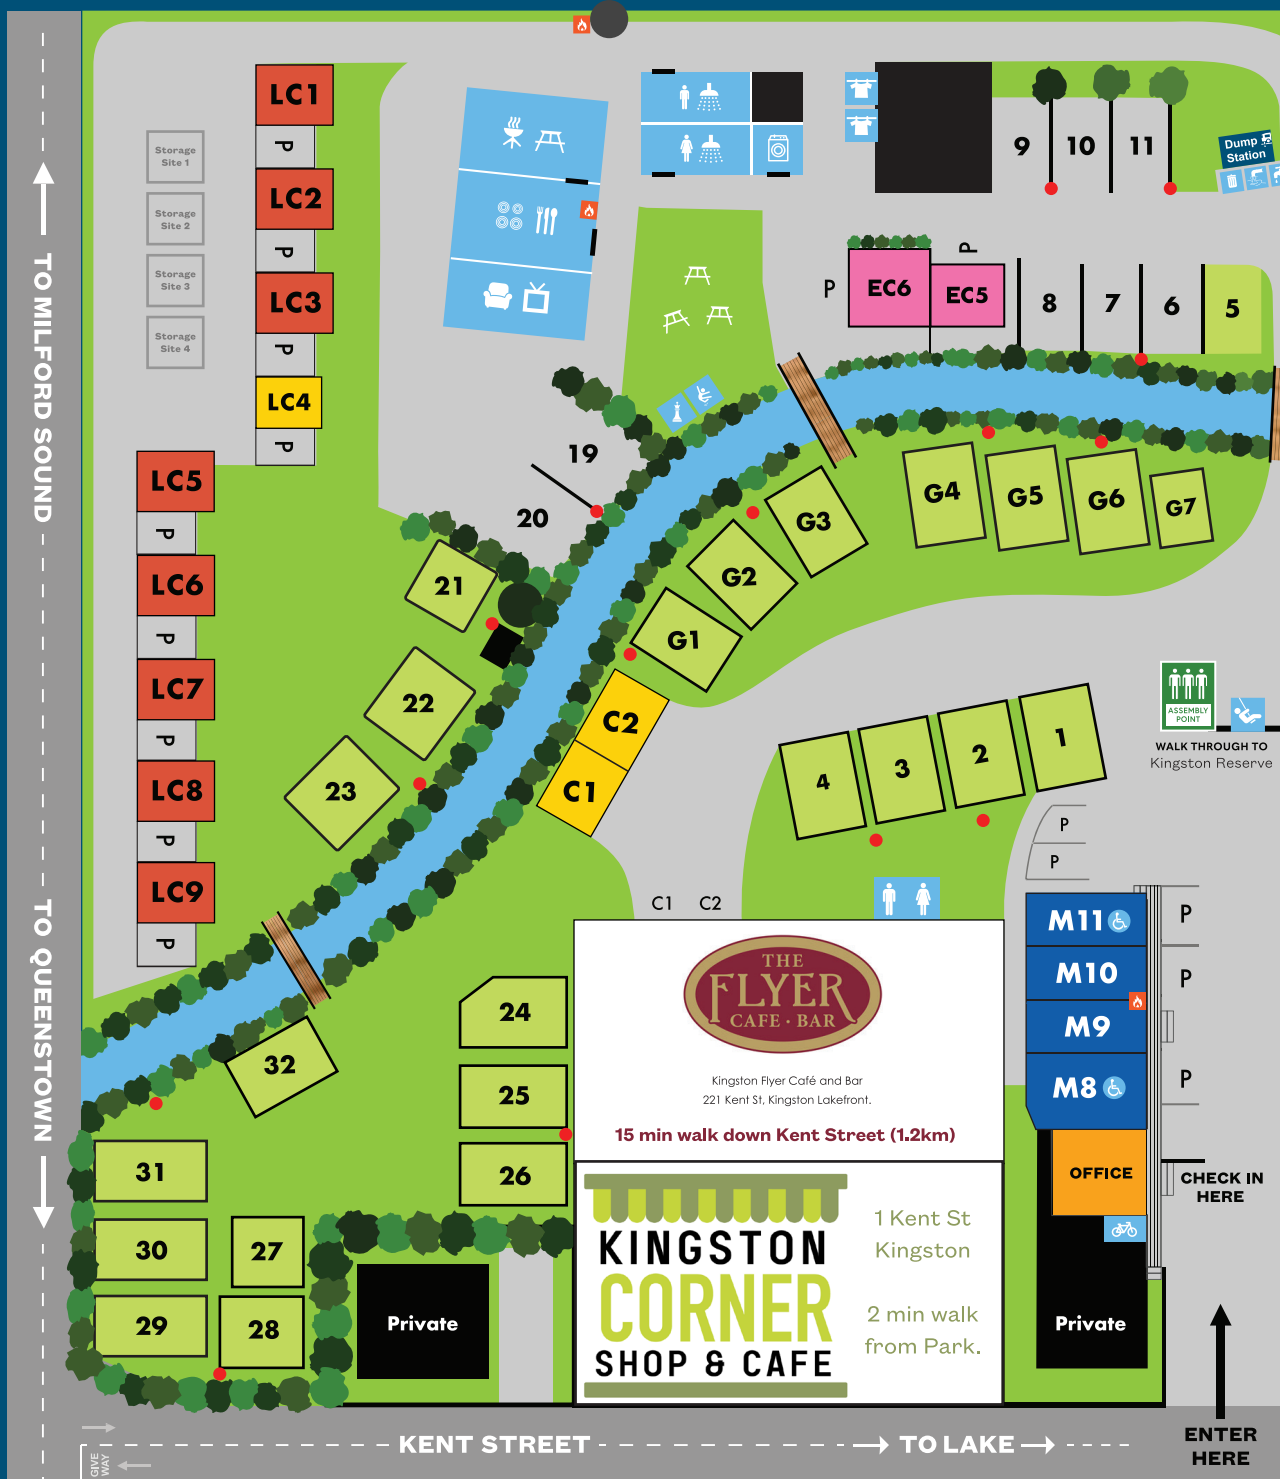 LC1
P
LC2
P
LC3
P
LC4
P
Storage
Site 1
Storage
Site 2
Storage
Site 3
Storage
Site 4
9
10
11
Dump
Station
P
EC6
P
EC5
8
7
6
5
19
20
LC5
P
LC6
P
LC7
P
LC8
P
LC9
P
21
22
23
G1
G2
G3
G4
G5
G6
G7
C2
C1
4
3
2
1
ASSEMBLY
POINT
WALK THROUGH TO
Kingston Reserve
P
P
C1
C2
M11
M10
M9
M8
P
P
P
OFFICE
CHECK IN
HERE
Private
THE
FLYER
CAFE · BAR
Kingston Flyer Café and Bar
221 Kent St, Kingston Lakefront.
15 min walk down Kent Street (1.2km)
KINGSTON
CORNER
SHOP & CAFE
1 Kent St
Kingston
2 min walk
from Park.
24
25
26
32
31
30
29
27
28
Private
TO MILFORD SOUND
TO QUEENSTOWN
GIVE
WAY
KENT STREET
TO LAKE
ENTER
HERE